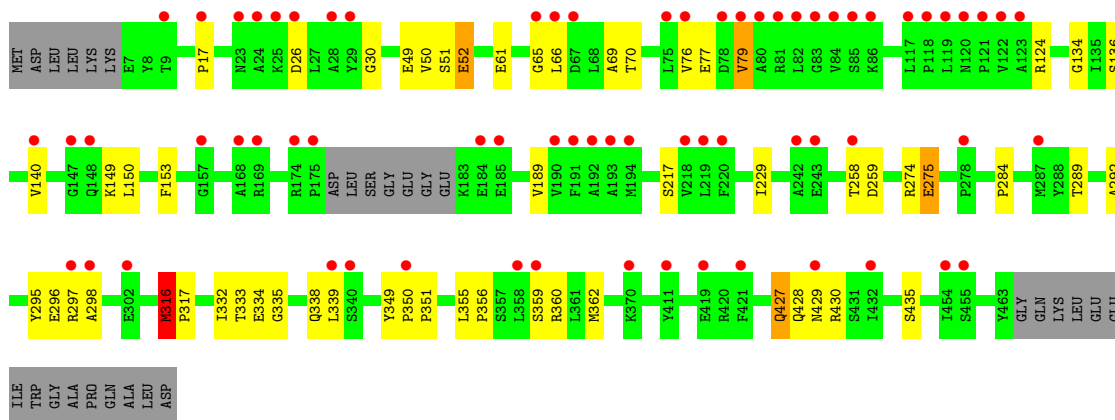 MET ASP LEU LEU LYS LYS E7 Y8 T9 P17 N23 A24 K25 D26 L27 A28 Y29 G30 E49 V50 S51 E52 E61 G65 L66 D67 L68 A69 T70 L75 V76 E77 D78 V79 A80 R81 L82 G83 V84 S85 K86 L117 P118 L119 N120 P121 V122 A123 R124 G134 I135 S136
V140 G147 Q148 K149 L150 F153 G157 A168 R169 R174 P175 ASP LEU SER GLY GLU GLY GLU K183 E184 E185 V189 V190 F191 A192 A193 M194 S217 V218 L219 F220 I229 A242 E243 T258 D259 R274 E275 P278 P284 M287 Y288 T289
Y295 E296 R297 A298 E302 M316 P317 I332 T333 E334 G335 Q338 L339 S340 Y349 P350 P351 L355 P356 S357 L358 S359 R360 L361 M362 K370 Y411 E419 R420 F421 Q427 Q428 N429 R430 S431 I432 S435 I454 S455 Y463 GLY GLN LYS LEU GLU
ILE TRP GLY ALA PRO GLN ALA LEU ASP